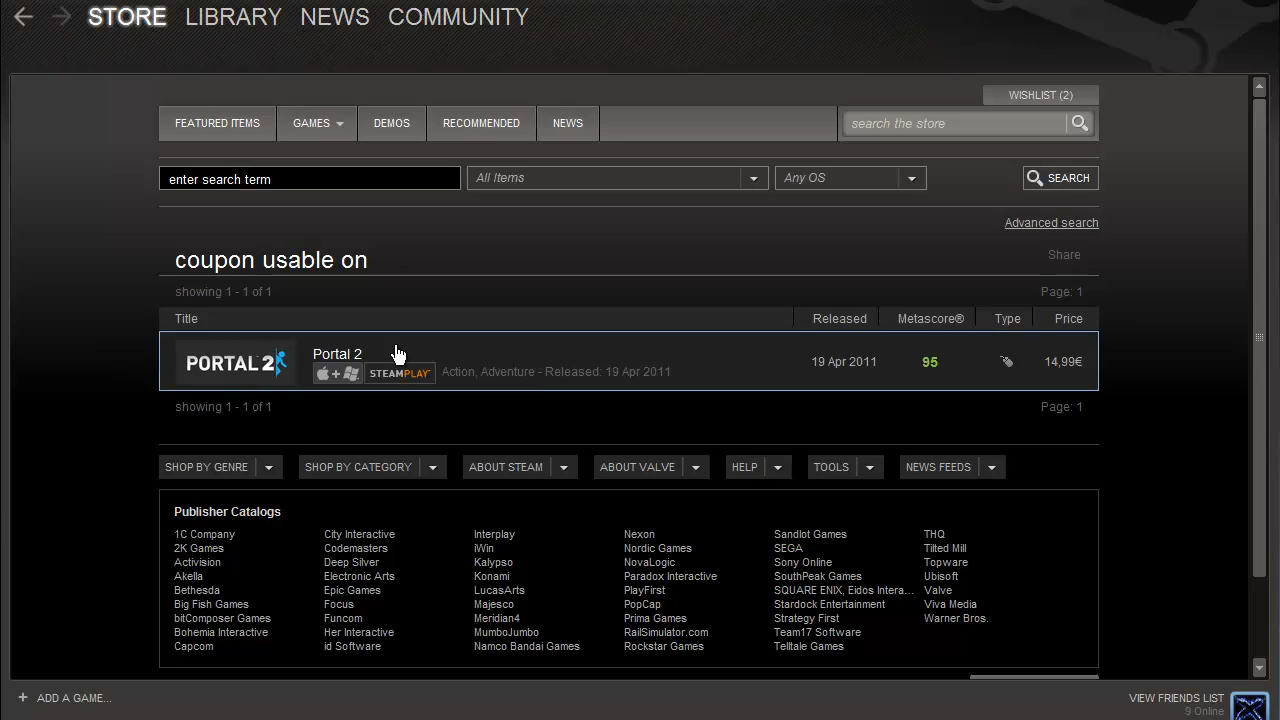 STORE LIBRARY NEWS COMMUNITY
WISHLIST (2)
FEATURED ITEMS GAMES DEMOS RECOMMENDED NEWS search the store
enter search term All Items Any OS SEARCH
Advanced search
coupon usable on Share
showing 1 - 1 of 1 Page: 1
Title Released Metascore® Type Price
PORTAL 2 Portal 2 19 Apr 2011 95 14,99€
+ STEAMPLAY Action, Adventure - Released: 19 Apr 2011
showing 1 - 1 of 1 Page: 1
SHOP BY GENRE SHOP BY CATEGORY ABOUT STEAM ABOUT VALVE HELP TOOLS NEWS FEEDS
Publisher Catalogs
1C Company City Interactive Interplay Nexon Sandlot Games THQ
2K Games Codemasters iWin Nordic Games SEGA Tilted Mill
Activision Deep Silver Kalypso NovaLogic Sony Online Topware
Akella Electronic Arts Konami Paradox Interactive SouthPeak Games Ubisoft
Bethesda Epic Games LucasArts PlayFirst SQUARE ENIX, Eidos Intera... Valve
Big Fish Games Focus Majesco PopCap Stardock Entertainment Viva Media
bitComposer Games Funcom Meridian4 Prima Games Strategy First Warner Bros.
Bohemia Interactive Her Interactive MumboJumbo RailSimulator.com Team17 Software
Capcom id Software Namco Bandai Games Rockstar Games Telltale Games
+ ADD A GAME... VIEW FRIENDS LIST
9 Online